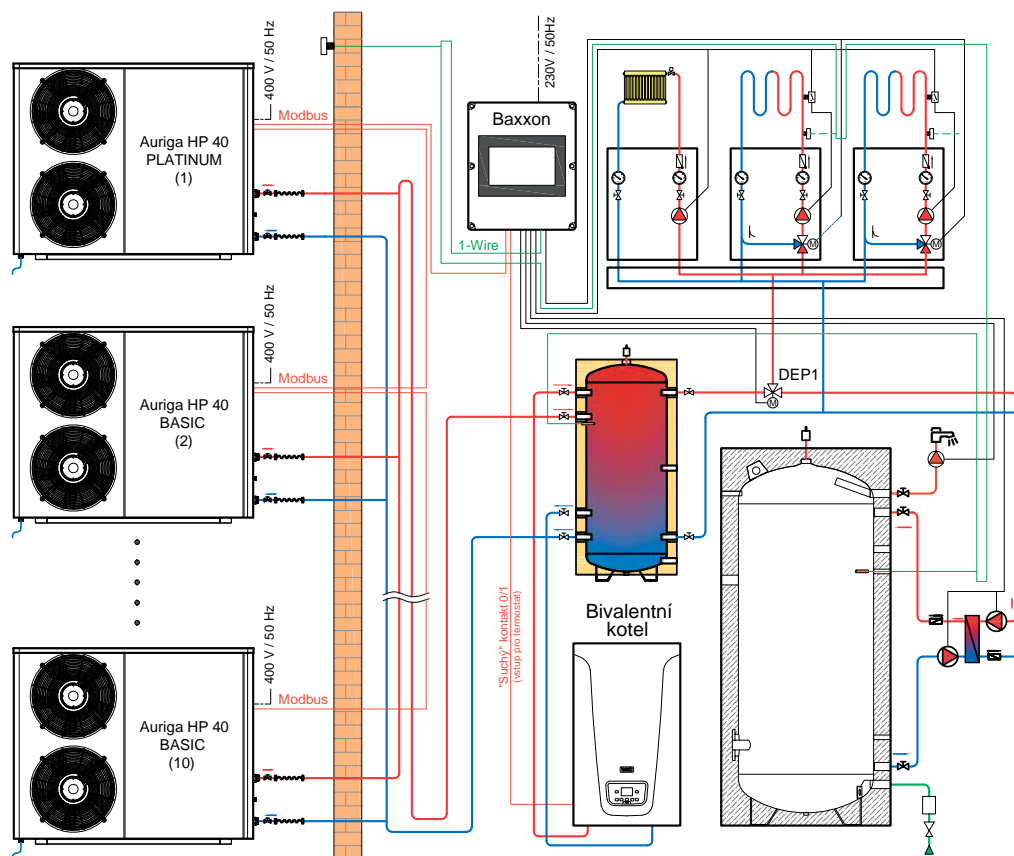 400 V / 50 Hz
Auriga HP 40
PLATINUM
(1)
Modbus
230V / 50Hz
Baxxon
1-Wire
M
M
400 V / 50 Hz
Auriga HP 40
BASIC
(2)
Modbus
DEP1
M
400 V / 50 Hz
Auriga HP 40
BASIC
(10)
Modbus
"Suchý" kontakt 0/1
(vstup pro termostat)
Bivalentní
kotel